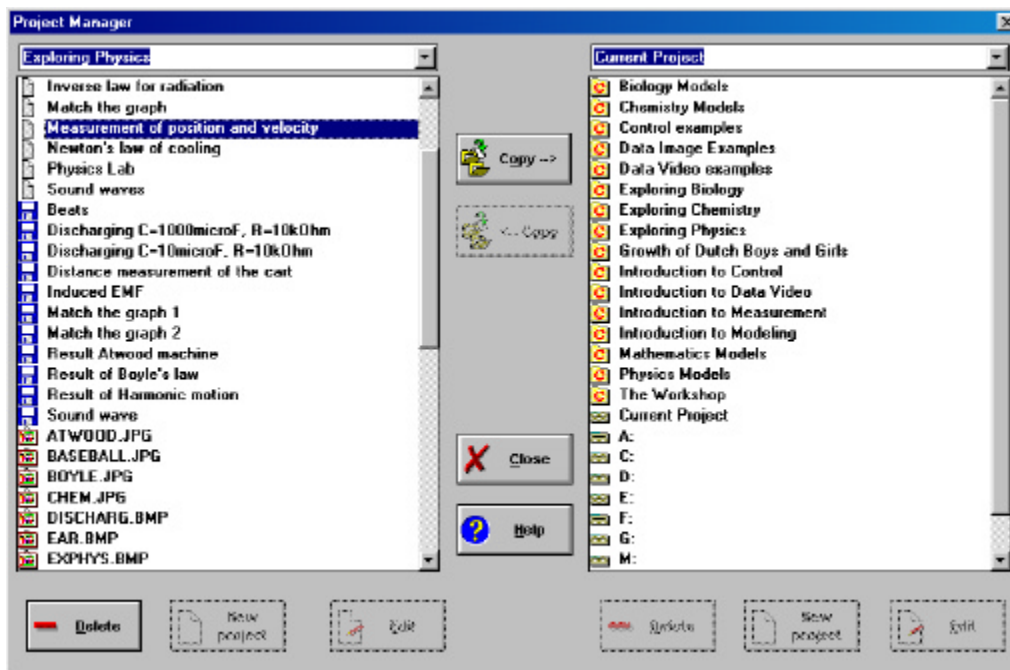 Project Manager
Exploring Physics
Inverse law for radiation
Match the graph
Measurement of position and velocity
Newton's law of cooling
Physics Lab
Sound waves
Beats
Discharging C=1000microF, R=10kOhm
Discharging C=10microF, R=10kOhm
Distance measurement of the cart
Induced EMF
Match the graph 1
Match the graph 2
Result Atwood machine
Result of Boyle's law
Result of Harmonic motion
Sound wave
ATWOOD.JPG
BASEBALL.JPG
BOYLE.JPG
CHEM.JPG
DISCHARG.BMP
EAR.BMP
EXPHYS.BMP
Copy -->
<-- Copy
Close
Help
Current Project
Biology Models
Chemistry Models
Control examples
Data Image Examples
Data Video examples
Exploring Biology
Exploring Chemistry
Exploring Physics
Growth of Dutch Boys and Girls
Introduction to Control
Introduction to Data Video
Introduction to Measurement
Introduction to Modeling
Mathematics Models
Physics Models
The Workshop
Current Project
A:
C:
D:
E:
F:
G:
M:
Delete
New
project
Edit
Delete
New
project
Edit